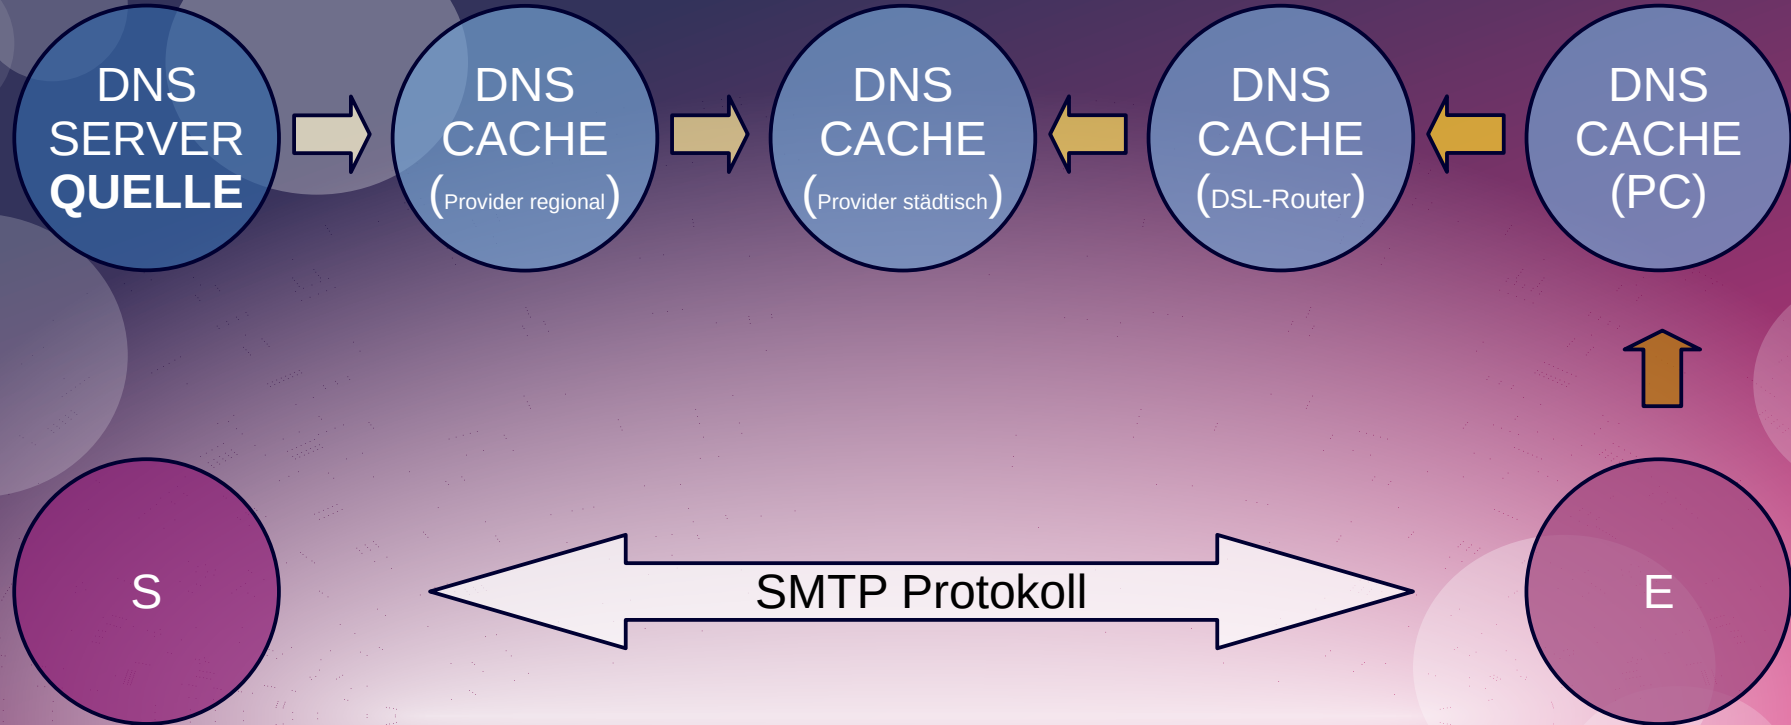 DNS
SERVER
QUELLE
DNS
CACHE
(Provider regional)
DNS
CACHE
(Provider städtisch)
DNS
CACHE
(DSL-Router)
DNS
CACHE
(PC)
S
SMTP Protokoll
E